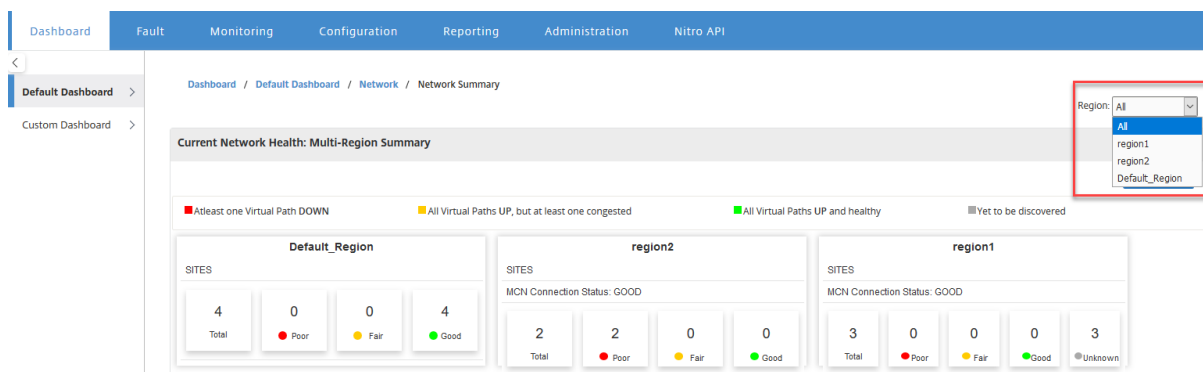 Dashboard Fault Monitoring Configuration Reporting Administration Nitro API
Default Dashboard
Custom Dashboard
Dashboard / Default Dashboard / Network / Network Summary
Region: All
All
region1
region2
Default_Region
Current Network Health: Multi-Region Summary
Atleast one Virtual Path DOWN All Virtual Paths UP, but at least one congested All Virtual Paths UP and healthy Yet to be discovered
Default_Region
SITES
4 0 0 4
Total Poor Fair Good
region2
SITES
MCN Connection Status: GOOD
2 2 0 0
Total Poor Fair Good
region1
SITES
MCN Connection Status: GOOD
3 0 0 0 3
Total Poor Fair Good Unknown